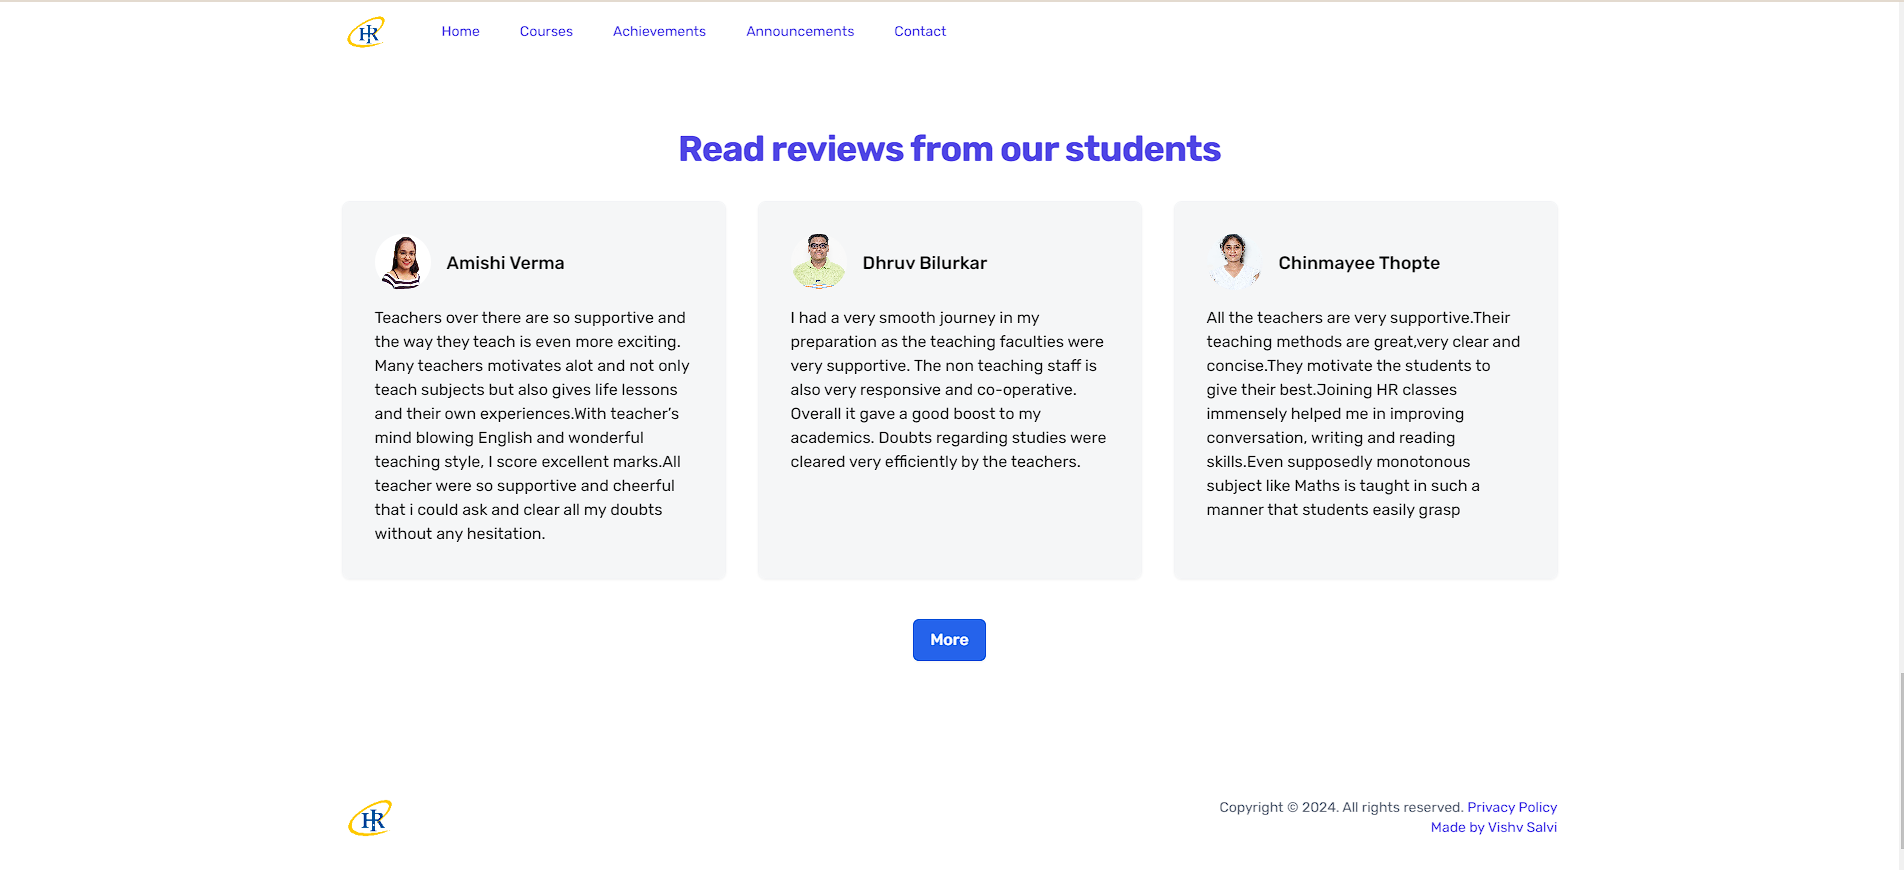 HR
Home
Courses
Achievements
Announcements
Contact
Read reviews from our students
Amishi Verma
Teachers over there are so supportive and
the way they teach is even more exciting.
Many teachers motivates alot and not only
teach subjects but also gives life lessons
and their own experiences.With teacher’s
mind blowing English and wonderful
teaching style, I score excellent marks.All
teacher were so supportive and cheerful
that i could ask and clear all my doubts
without any hesitation.
Dhruv Bilurkar
I had a very smooth journey in my
preparation as the teaching faculties were
very supportive. The non teaching staff is
also very responsive and co-operative.
Overall it gave a good boost to my
academics. Doubts regarding studies were
cleared very efficiently by the teachers.
Chinmayee Thopte
All the teachers are very supportive.Their
teaching methods are great,very clear and
concise.They motivate the students to
give their best.Joining HR classes
immensely helped me in improving
conversation, writing and reading
skills.Even supposedly monotonous
subject like Maths is taught in such a
manner that students easily grasp
More
HR
Copyright © 2024. All rights reserved. Privacy Policy
Made by Vishv Salvi